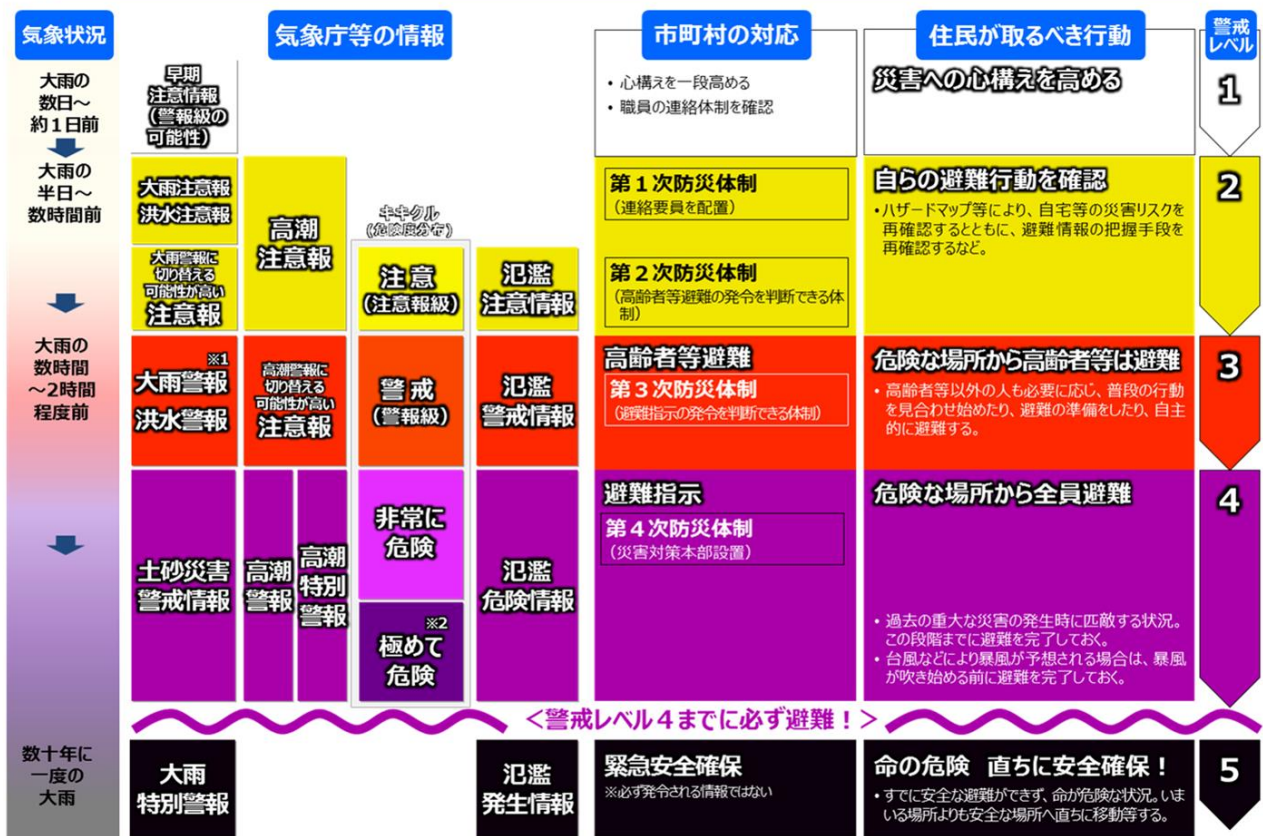 気象状況
気象庁等の情報
市町村の対応
住民が取るべき行動
警戒
レベル
大雨の
数日～
約１日前
早期
注意情報
（警報級の
可能性）
・心構えを一段高める
・職員の連絡体制を確認
災害への心構えを高める
1
大雨の
半日～
数時間前
大雨注意報
洪水注意報
大雨警報に
切り替える
可能性が高い
注意報
高潮
注意報
キキクル
（危険度分布）
注意
（注意報級）
氾濫
注意情報
第１次防災体制
（連絡要員を配置）
第２次防災体制
（高齢者等避難の発令を判断できる体
制）
自らの避難行動を確認
・ハザードマップ等により、自宅等の災害リスクを
再確認するとともに、避難情報の把握手段を
再確認するなど。
2
大雨の
数時間
～2時間
程度前
※1
大雨警報
洪水警報
高潮警報に
切り替える
可能性が高い
注意報
警戒
（警報級）
氾濫
警戒情報
高齢者等避難
第３次防災体制
（避難指示の発令を判断できる体制）
危険な場所から高齢者等は避難
・高齢者等以外の人も必要に応じ、普段の行動
を見合わせ始めたり、避難の準備をしたり、自主
的に避難する。
3
土砂災害
警戒情報
高潮
警報
高潮
特別
警報
非常に
危険
※2
極めて
危険
氾濫
危険情報
避難指示
第４次防災体制
（災害対策本部設置）
危険な場所から全員避難
・過去の重大な災害の発生時に匹敵する状況。
この段階までに避難を完了しておく。
・台風などにより暴風が予想される場合は、暴風
が吹き始める前に避難を完了しておく。
4
＜警戒レベル４までに必ず避難！＞
数十年に
一度の
大雨
大雨
特別警報
氾濫
発生情報
緊急安全確保
※必ず発令される情報ではない
命の危険 直ちに安全確保！
・すでに安全な避難ができず、命が危険な状況。いま
いる場所よりも安全な場所へ直ちに移動等する。
5